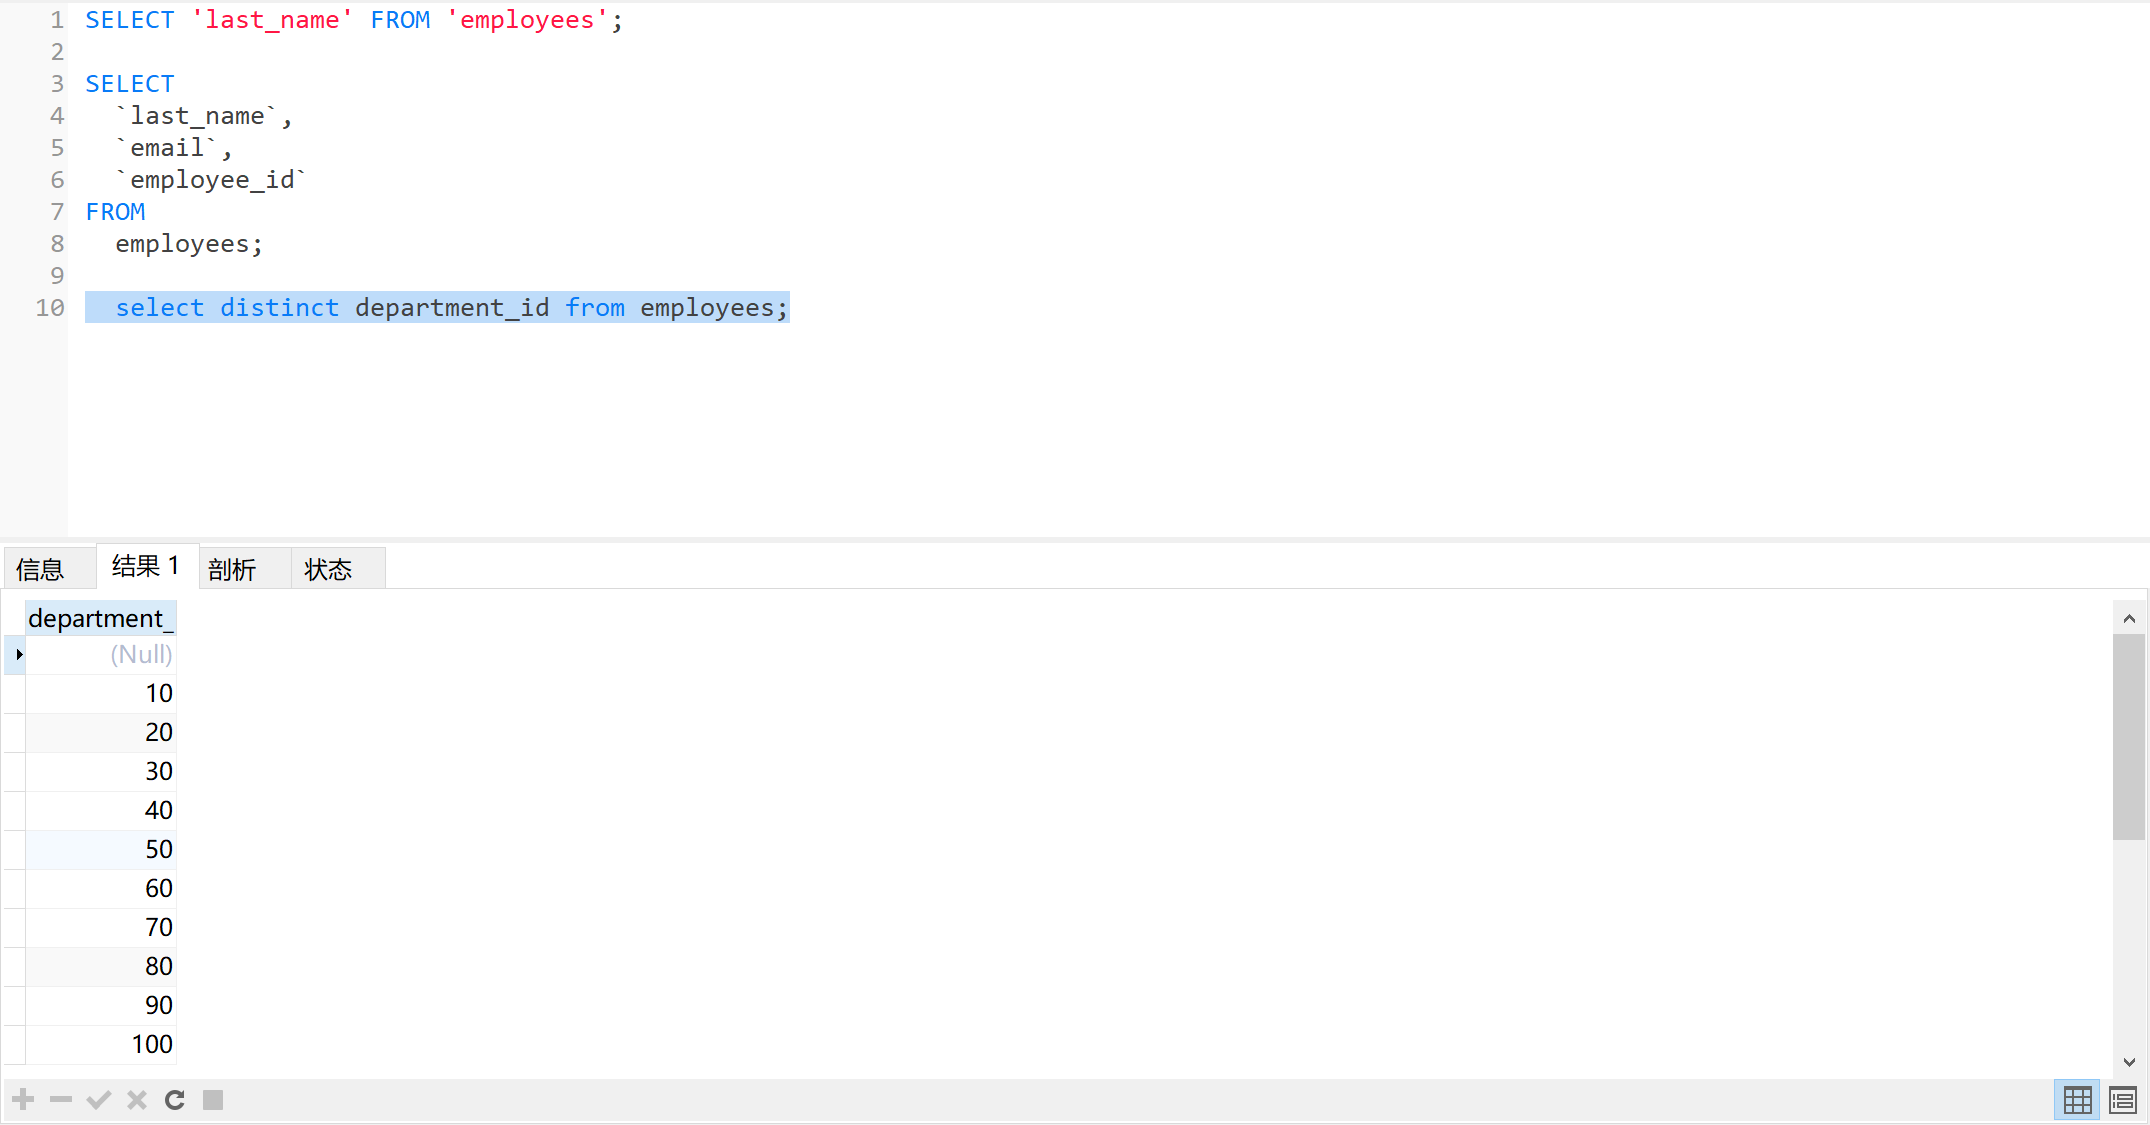 1 SELECT 'last_name' FROM 'employees';
2
3 SELECT
4 `last_name`,
5 `email`,
6 `employee_id`
7 FROM
8 employees;
9
10 select distinct department_id from employees;
信息 结果 1 剖析 状态
department_
(Null)
10
20
30
40
50
60
70
80
90
100